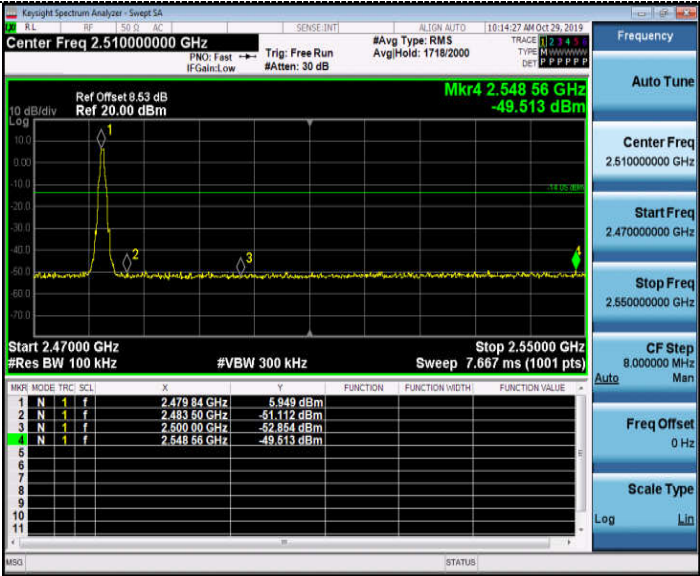 Keysight Spectrum Analyzer - Swept SA
RL RF 50 Ω AC SENSE:INT ALIGN AUTO 10:14:27 AM Oct 29, 2019
Center Freq 2.510000000 GHz
PNO: Fast
IFGain:Low
Trig: Free Run
#Atten: 30 dB
#Avg Type: RMS
Avg|Hold: 1718/2000
TRACE 1 2 3 4 5 6
TYPE M W W W W W
DET P P P P P P
Ref Offset 8.53 dB
10 dB/div Ref 20.00 dBm
Log
Mkr4 2.548 56 GHz
-49.513 dBm
10.0
0.00
-10.0
-20.0
-30.0
-40.0
-50.0
-60.0
-70.0
1
2
3
4
-14.05 dBm
Start 2.47000 GHz Stop 2.55000 GHz
#Res BW 100 kHz #VBW 300 kHz Sweep 7.667 ms (1001 pts)
MKR MODE TRC SCL X Y FUNCTION FUNCTION WIDTH FUNCTION VALUE
1 N 1 f 2.479 84 GHz 5.949 dBm
2 N 1 f 2.483 50 GHz -51.112 dBm
3 N 1 f 2.500 00 GHz -52.854 dBm
4 N 1 f 2.548 56 GHz -49.513 dBm
5
6
7
8
9
10
11
MSG STATUS
Frequency
Auto Tune
Center Freq
2.510000000 GHz
Start Freq
2.470000000 GHz
Stop Freq
2.550000000 GHz
CF Step
8.000000 MHz
Auto Man
Freq Offset
0 Hz
Scale Type
Log Lin